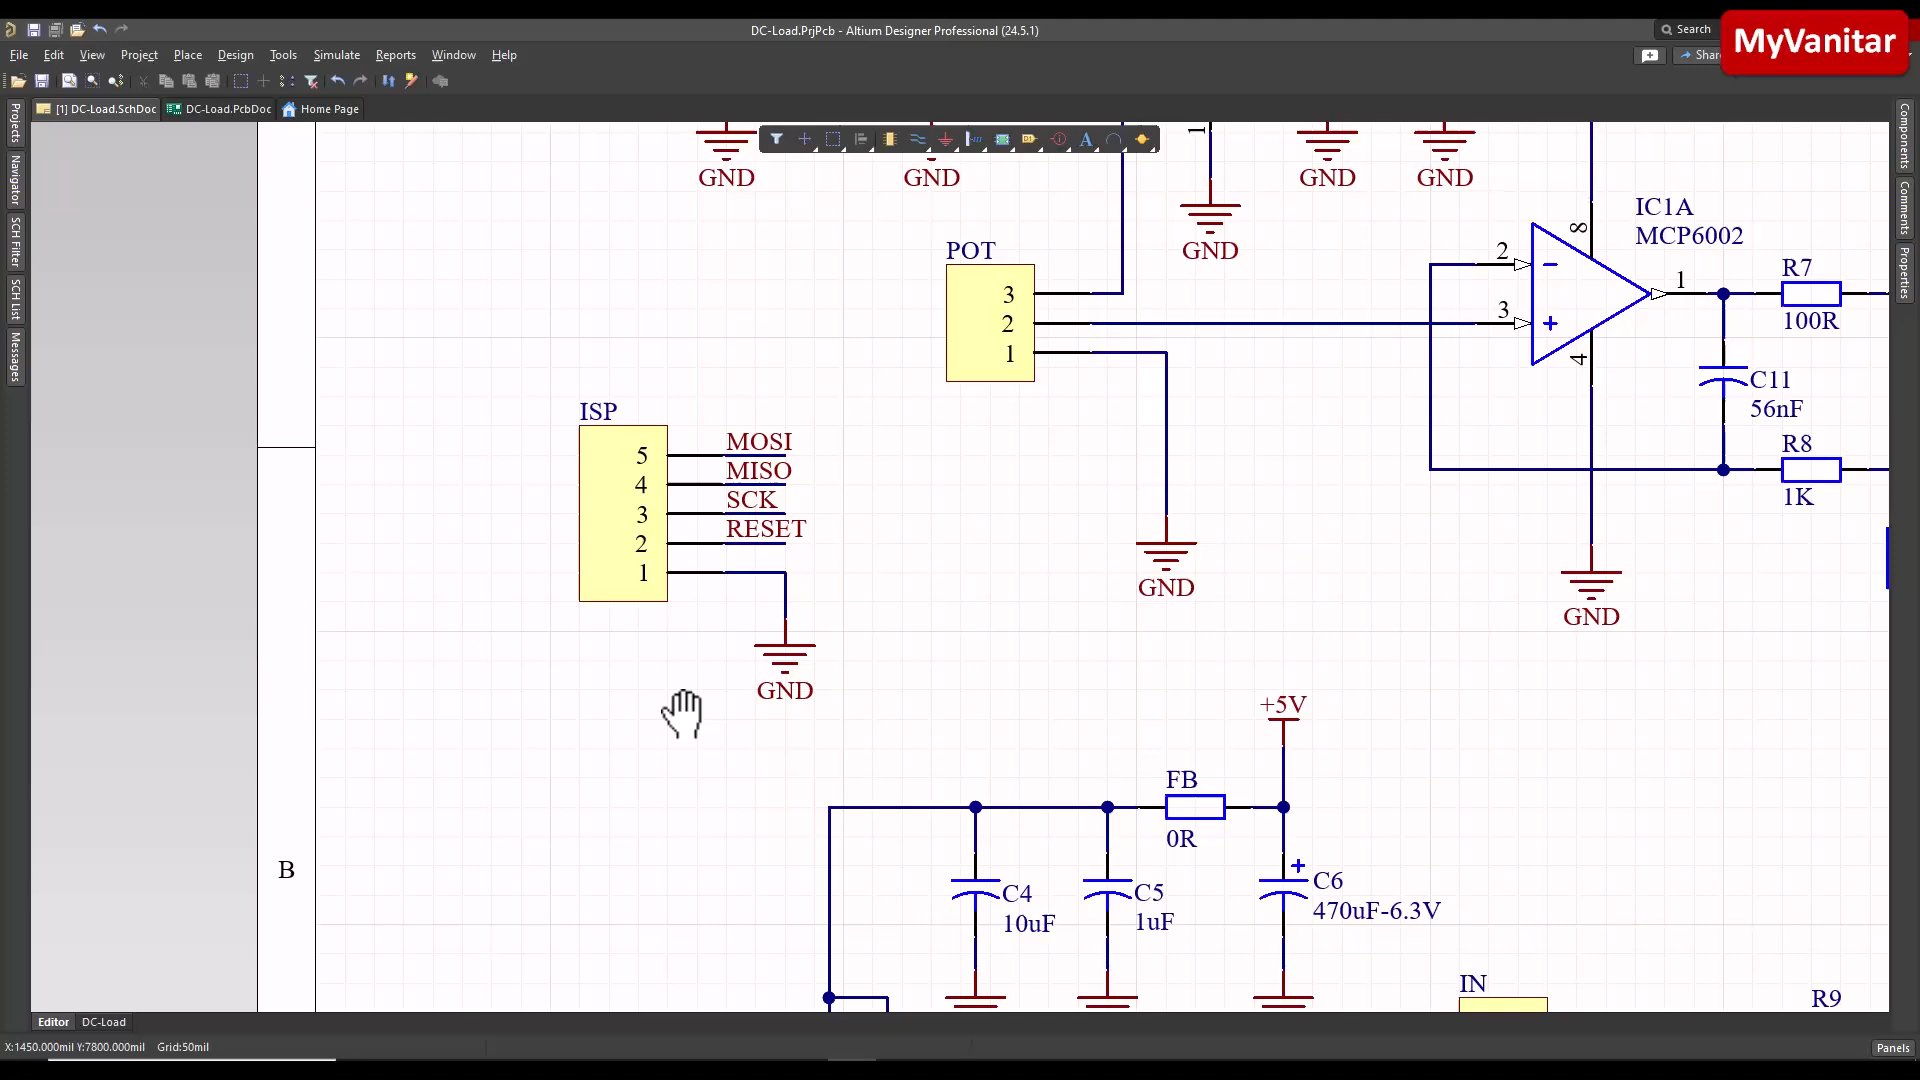 DC-Load.PrjPcb - Altium Designer Professional (24.5.1)
Search
MyVanitar
File Edit View Project Place Design Tools Simulate Reports Window Help
Shar
[1] DC-Load.SchDoc DC-Load.PcbDoc Home Page
Projects
Navigator
SCH Filter
SCH List
Messages
Components
Comments
Properties
GND
GND
1
GND
GND
GND
POT
3
2
1
GND
IC1A
MCP6002
8
2
3
1
4
GND
R7
100R
C11
56nF
R8
1K
ISP
5 MOSI
4 MISO
3 SCK
2 RESET
1
GND
+5V
FB
0R
C4
10uF
C5
1uF
C6
470uF-6.3V
IN
R9
B
Editor DC-Load
X:1450.000mil Y:7800.000mil Grid:50mil
Panels